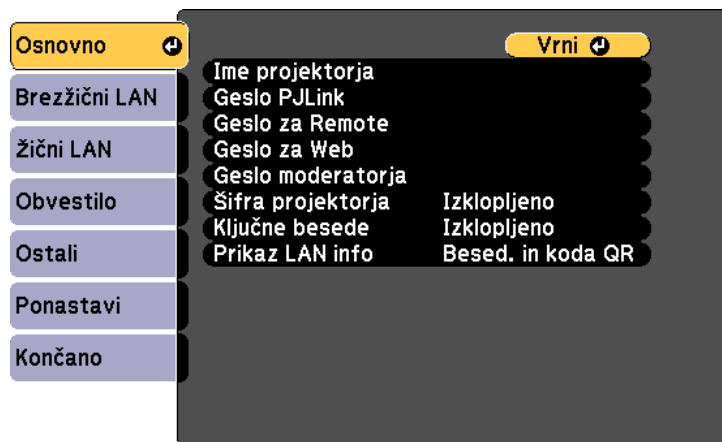 Osnovno
Brezžični LAN
Žični LAN
Obvestilo
Ostali
Ponastavi
Končano
Vrni
Ime projektorja
Geslo PJLink
Geslo za Remote
Geslo za Web
Geslo moderatorja
Šifra projektorja Izklopljeno
Ključne besede Izklopljeno
Prikaz LAN info Besed. in koda QR